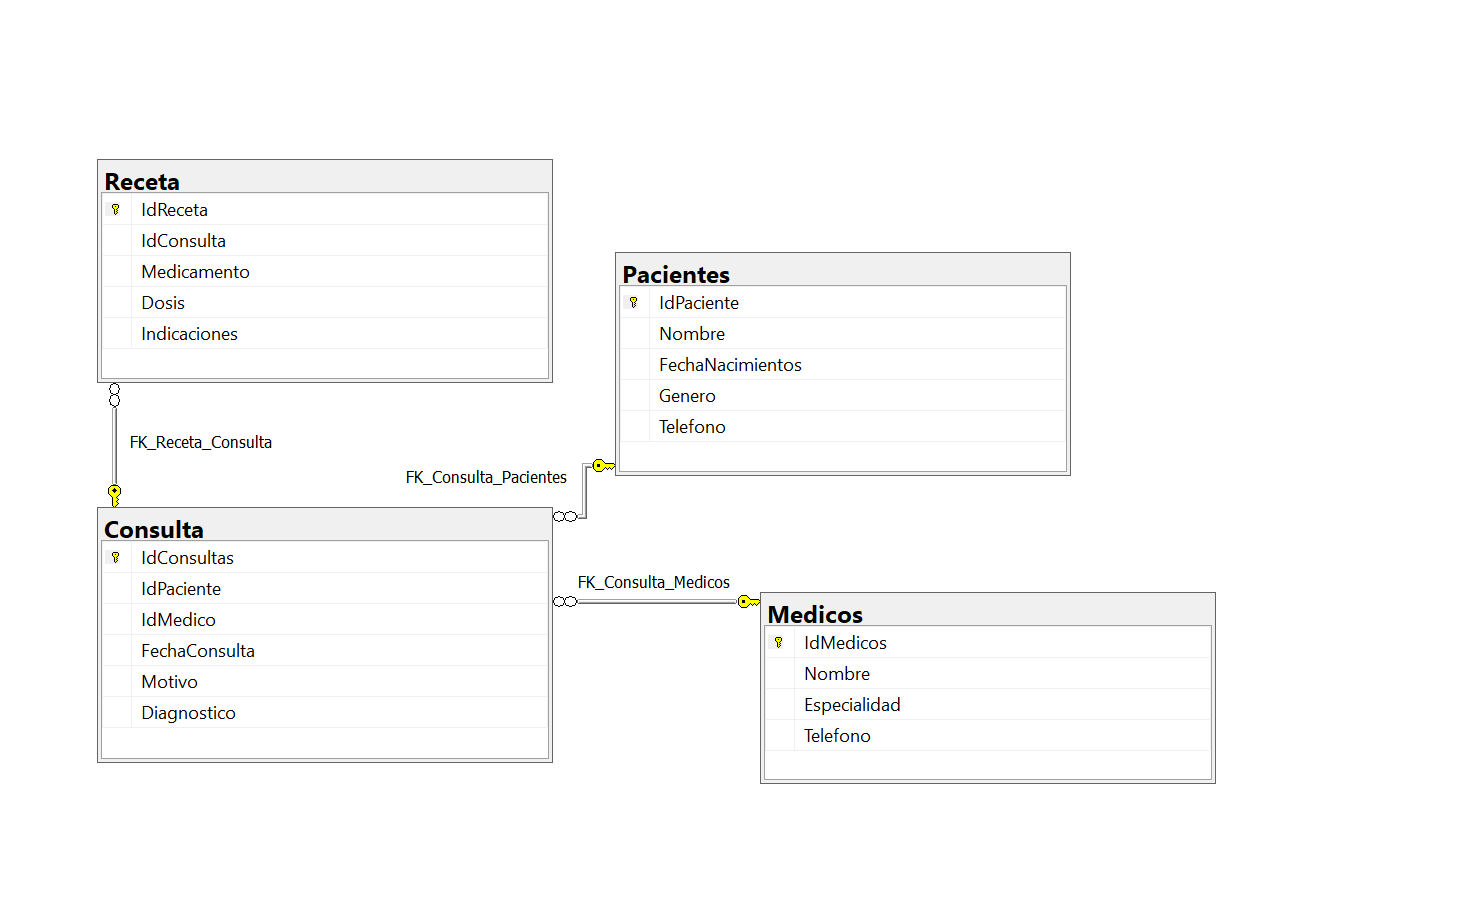 Receta
IdReceta
IdConsulta
Medicamento
Dosis
Indicaciones
Pacientes
IdPaciente
Nombre
FechaNacimientos
Genero
Telefono
FK_Receta_Consulta
FK_Consulta_Pacientes
Consulta
IdConsultas
IdPaciente
IdMedico
FechaConsulta
Motivo
Diagnostico
FK_Consulta_Medicos
Medicos
IdMedicos
Nombre
Especialidad
Telefono